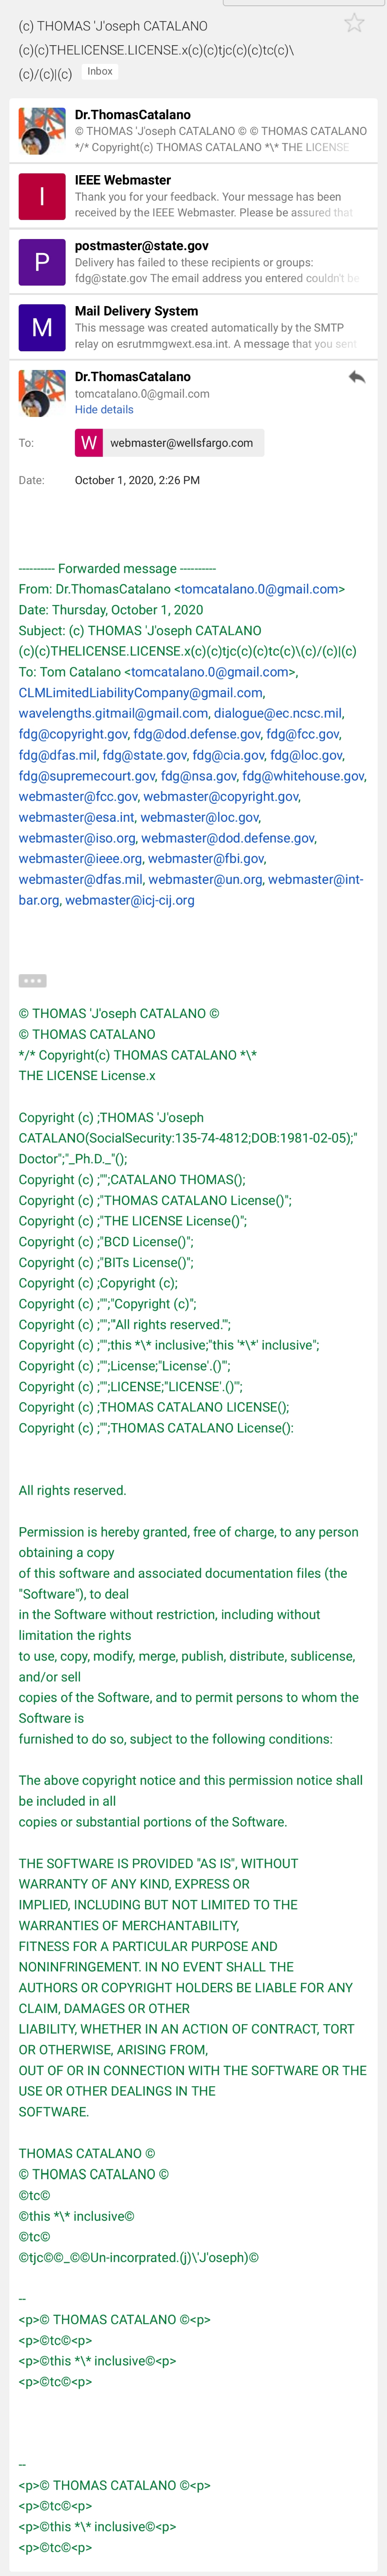 (c) THOMAS 'J'oseph CATALANO
(c)(c)THELICENSE.LICENSE.x(c)(c)tjc(c)(c)tc(c)\
(c)/(c)|(c) Inbox
Dr.ThomasCatalano
© THOMAS 'J'oseph CATALANO © © THOMAS CATALANO
*/* Copyright(c) THOMAS CATALANO *\* THE LICENSE
I IEEE Webmaster
Thank you for your feedback. Your message has been
received by the IEEE Webmaster. Please be assured that
P postmaster@state.gov
Delivery has failed to these recipients or groups:
fdg@state.gov The email address you entered couldn't be
M Mail Delivery System
This message was created automatically by the SMTP
relay on esrutmmgwext.esa.int. A message that you sent
Dr.ThomasCatalano
tomcatalano.0@gmail.com
Hide details
To: W webmaster@wellsfargo.com
Date: October 1, 2020, 2:26 PM
---------- Forwarded message ----------
From: Dr.ThomasCatalano <tomcatalano.0@gmail.com>
Date: Thursday, October 1, 2020
Subject: (c) THOMAS 'J'oseph CATALANO
(c)(c)THELICENSE.LICENSE.x(c)(c)tjc(c)(c)tc(c)\(c)/(c)|(c)
To: Tom Catalano <tomcatalano.0@gmail.com>,
CLMLimitedLiabilityCompany@gmail.com,
wavelengths.gitmail@gmail.com, dialogue@ec.ncsc.mil,
fdg@copyright.gov, fdg@dod.defense.gov, fdg@fcc.gov,
fdg@dfas.mil, fdg@state.gov, fdg@cia.gov, fdg@loc.gov,
fdg@supremecourt.gov, fdg@nsa.gov, fdg@whitehouse.gov,
webmaster@fcc.gov, webmaster@copyright.gov,
webmaster@esa.int, webmaster@loc.gov,
webmaster@iso.org, webmaster@dod.defense.gov,
webmaster@ieee.org, webmaster@fbi.gov,
webmaster@dfas.mil, webmaster@un.org, webmaster@int-
bar.org, webmaster@icj-cij.org
© THOMAS 'J'oseph CATALANO ©
© THOMAS CATALANO
*/* Copyright(c) THOMAS CATALANO *\*
THE LICENSE License.x
Copyright (c) ;THOMAS 'J'oseph
CATALANO(SocialSecurity:135-74-4812;DOB:1981-02-05);"
Doctor";"_Ph.D._"();
Copyright (c) ;"";CATALANO THOMAS();
Copyright (c) ;"THOMAS CATALANO License()";
Copyright (c) ;"THE LICENSE License()";
Copyright (c) ;"BCD License()";
Copyright (c) ;"BITs License()";
Copyright (c) ;Copyright (c);
Copyright (c) ;"";"Copyright (c)";
Copyright (c) ;"";'"All rights reserved.'";
Copyright (c) ;"";this *\* inclusive;"this '*\*' inclusive";
Copyright (c) ;"";License;"License'.()'";
Copyright (c) ;"";LICENSE;"LICENSE'.()'";
Copyright (c) ;THOMAS CATALANO LICENSE();
Copyright (c) ;"";THOMAS CATALANO License():
All rights reserved.
Permission is hereby granted, free of charge, to any person
obtaining a copy
of this software and associated documentation files (the
"Software"), to deal
in the Software without restriction, including without
limitation the rights
to use, copy, modify, merge, publish, distribute, sublicense,
and/or sell
copies of the Software, and to permit persons to whom the
Software is
furnished to do so, subject to the following conditions:
The above copyright notice and this permission notice shall
be included in all
copies or substantial portions of the Software.
THE SOFTWARE IS PROVIDED "AS IS", WITHOUT
WARRANTY OF ANY KIND, EXPRESS OR
IMPLIED, INCLUDING BUT NOT LIMITED TO THE
WARRANTIES OF MERCHANTABILITY,
FITNESS FOR A PARTICULAR PURPOSE AND
NONINFRINGEMENT. IN NO EVENT SHALL THE
AUTHORS OR COPYRIGHT HOLDERS BE LIABLE FOR ANY
CLAIM, DAMAGES OR OTHER
LIABILITY, WHETHER IN AN ACTION OF CONTRACT, TORT
OR OTHERWISE, ARISING FROM,
OUT OF OR IN CONNECTION WITH THE SOFTWARE OR THE
USE OR OTHER DEALINGS IN THE
SOFTWARE.
THOMAS CATALANO ©
© THOMAS CATALANO ©
©tc©
©this *\* inclusive©
©tc©
©tjc©©_©©Un-incorprated.(j)\'J'oseph)©
--
<p>© THOMAS CATALANO ©<p>
<p>©tc©<p>
<p>©this *\* inclusive©<p>
<p>©tc©<p>
--
<p>© THOMAS CATALANO ©<p>
<p>©tc©<p>
<p>©this *\* inclusive©<p>
<p>©tc©<p>